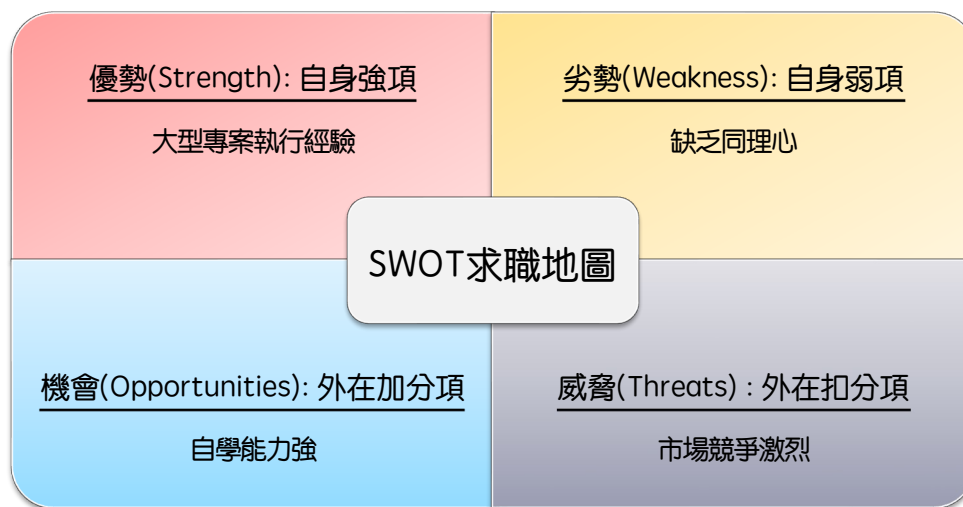 優勢(Strength): 自身強項
大型專案執行經驗
劣勢(Weakness): 自身弱項
缺乏同理心
SWOT求職地圖
機會(Opportunities): 外在加分項
自學能力強
威脅(Threats) : 外在扣分項
市場競爭激烈